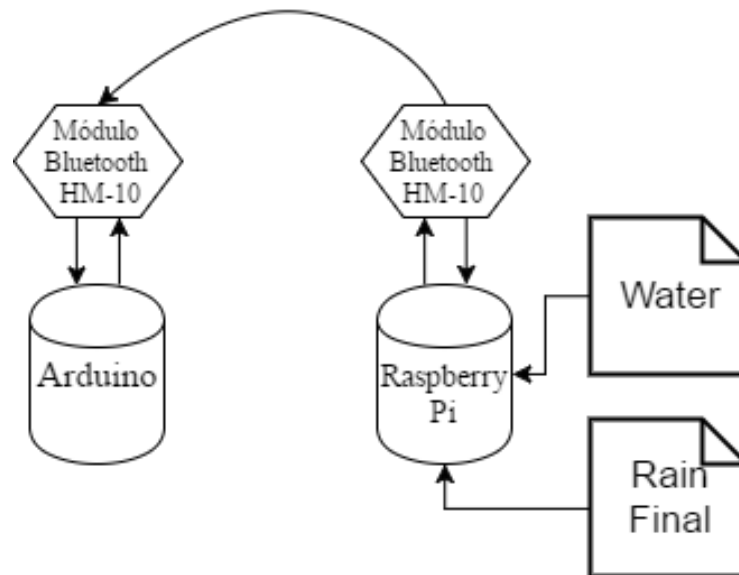 Módulo
Bluetooth
HM-10
Módulo
Bluetooth
HM-10
Water
Arduino
Raspberry
Pi
Rain
Final